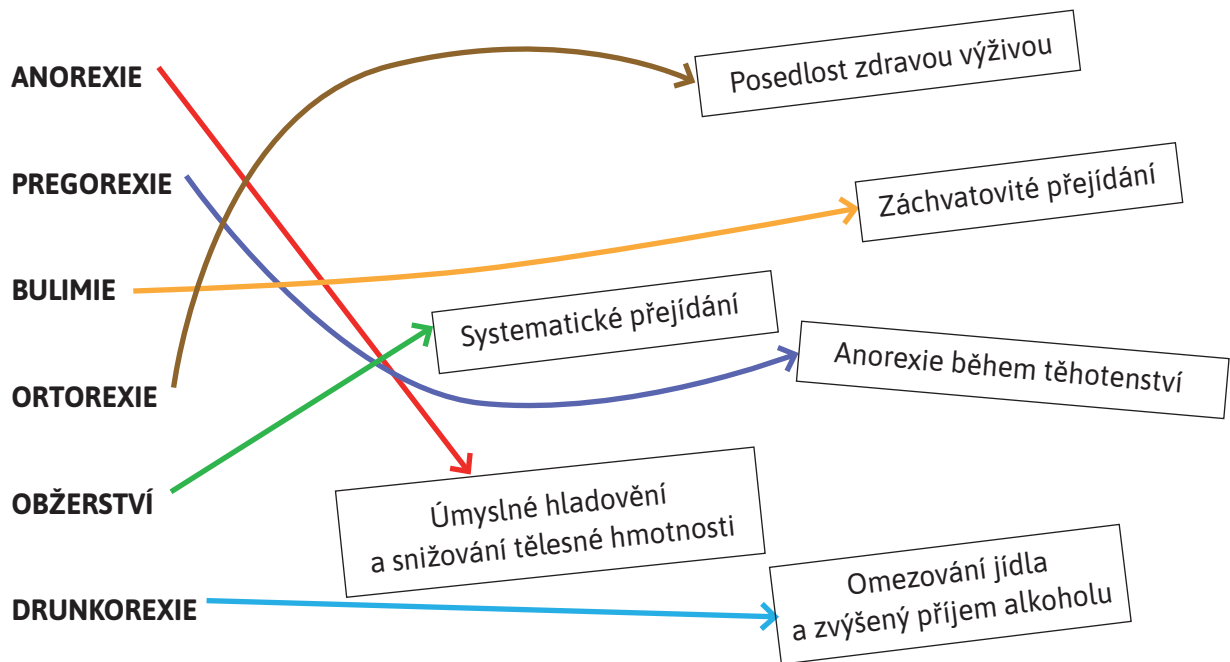 ANOREXIE
PREGOREXIE
BULIMIE
ORTOREXIE
OBŽERSTVÍ
DRUNKOREXIE
Posedlost zdravou výživou
Záchvatovité přejídání
Systematické přejídání
Anorexie během těhotenství
Úmyslné hladovění
a snižování tělesné hmotnosti
Omezování jídla
a zvýšený příjem alkoholu